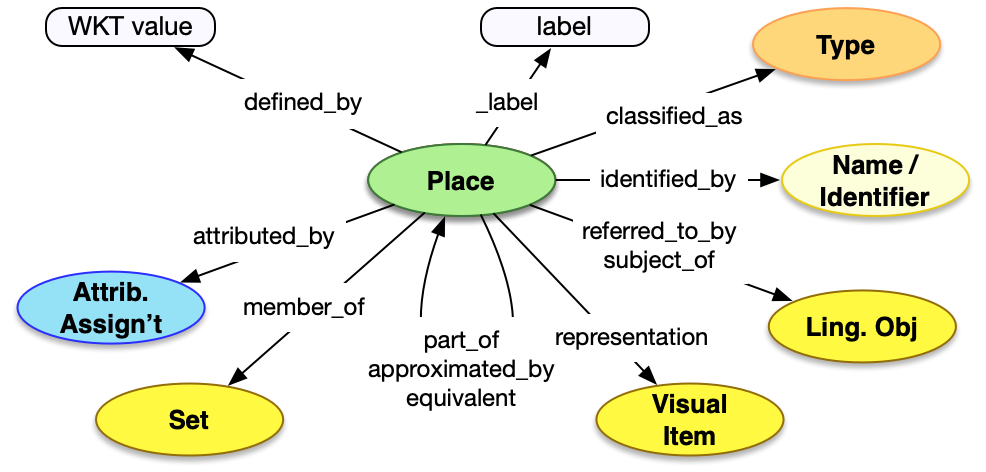 WKT value
label
Type
defined_by
_label
classified_as
Place
identified_by
Name /
Identifier
attributed_by
referred_to_by
subject_of
Attrib.
Assign't
member_of
part_of
approximated_by
equivalent
representation
Ling. Obj
Set
Visual
Item